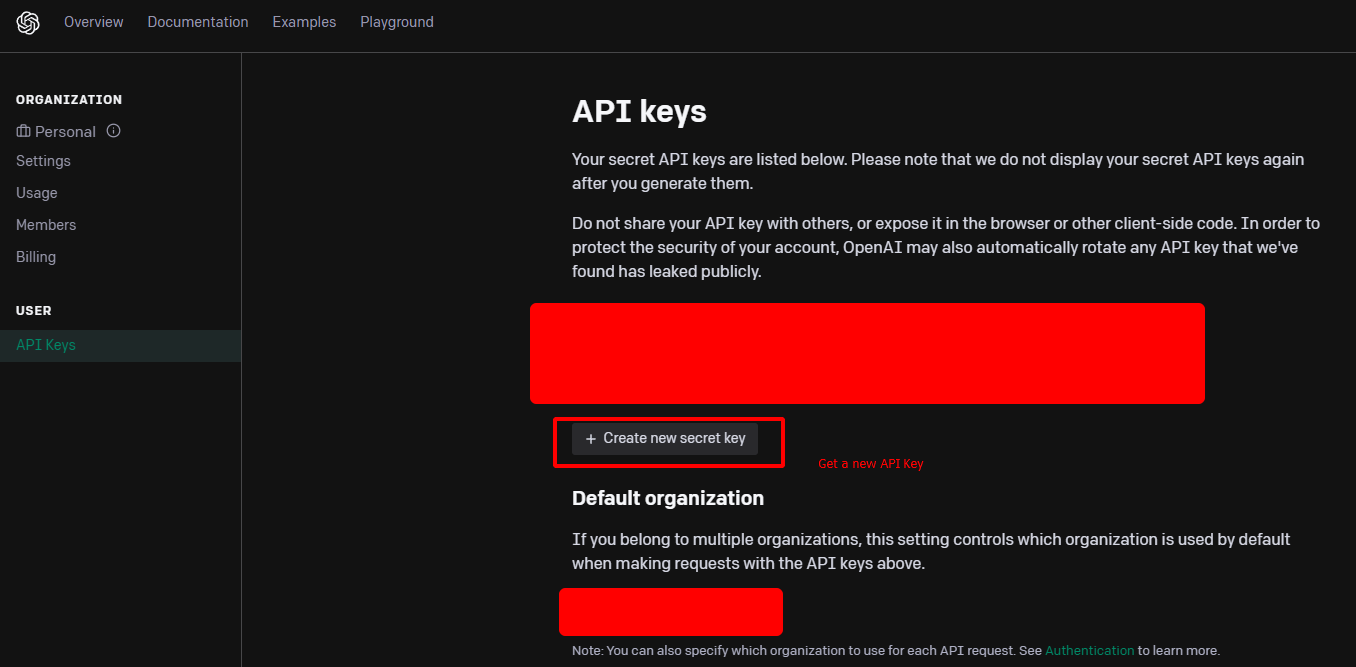 Overview Documentation Examples Playground
ORGANIZATION
Personal
Settings
Usage
Members
Billing
USER
API Keys
API keys
Your secret API keys are listed below. Please note that we do not display your secret API keys again
after you generate them.
Do not share your API key with others, or expose it in the browser or other client-side code. In order to
protect the security of your account, OpenAI may also automatically rotate any API key that we've
found has leaked publicly.
+ Create new secret key
Get a new API Key
Default organization
If you belong to multiple organizations, this setting controls which organization is used by default
when making requests with the API keys above.
Note: You can also specify which organization to use for each API request. See Authentication to learn more.